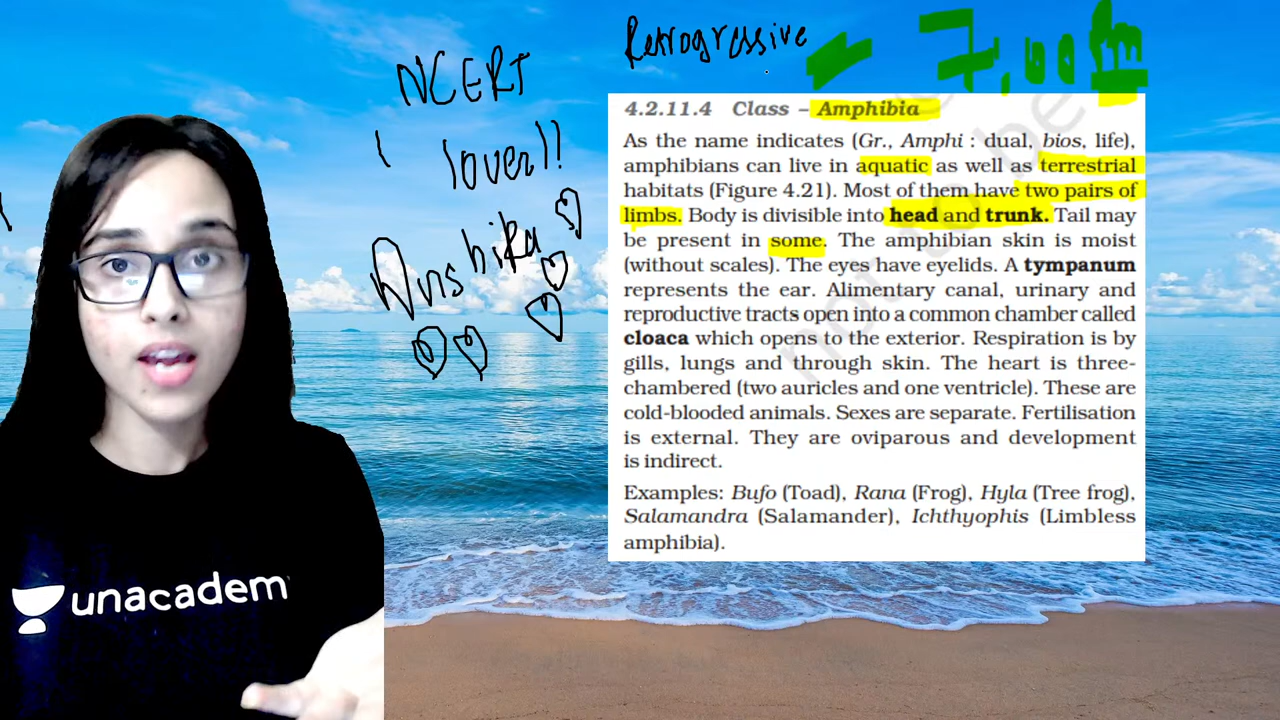 Retrogressive
7,00 pm
NCERT
lover!!
Anshika
4.2.11.4 Class – Amphibia
As the name indicates (Gr., Amphi : dual, bios, life),
amphibians can live in aquatic as well as terrestrial
habitats (Figure 4.21). Most of them have two pairs of
limbs. Body is divisible into head and trunk. Tail may
be present in some. The amphibian skin is moist
(without scales). The eyes have eyelids. A tympanum
represents the ear. Alimentary canal, urinary and
reproductive tracts open into a common chamber called
cloaca which opens to the exterior. Respiration is by
gills, lungs and through skin. The heart is three-
chambered (two auricles and one ventricle). These are
cold-blooded animals. Sexes are separate. Fertilisation
is external. They are oviparous and development
is indirect.
Examples: Bufo (Toad), Rana (Frog), Hyla (Tree frog),
Salamandra (Salamander), Ichthyophis (Limbless
amphibia).
not to be
unacadem